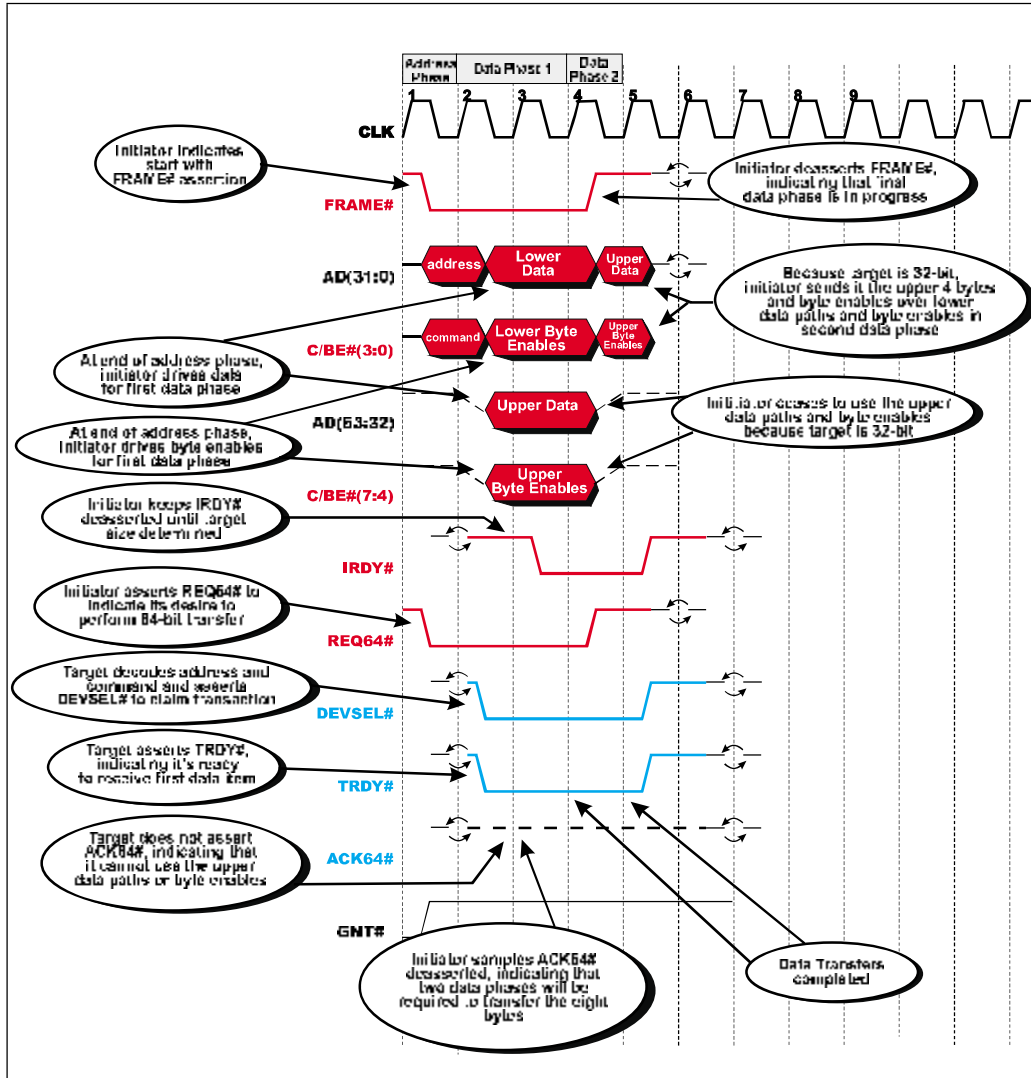 Address Phase
Data Phase 1
Data Phase 2
1 2 3 4 5 6 7 8 9
CLK
Initiator indicates
start with
FRAME# assertion
FRAME#
Initiator deasserts FRAME#,
indicating that final
data phase is in progress
AD(31:0)
address
Lower
Data
Upper
Data
Because target is 32-bit,
initiator sends it the upper 4 bytes
and byte enables over lower
data paths and byte enables in
second data phase
C/BE#(3:0)
command
Lower Byte
Enables
Upper
Byte
Enables
At end of address phase,
initiator drives data
for first data phase
AD(63:32)
Upper Data
Initiator ceases to use the upper
data paths and byte enables
because target is 32-bit
At end of address phase,
initiator drives byte enables
for first data phase
C/BE#(7:4)
Upper
Byte Enables
Initiator keeps IRDY#
deasserted until target
size determined
IRDY#
Initiator asserts REQ64# to
indicate its desire to
perform 64-bit transfer
REQ64#
Target decodes address and
command and asserts
DEVSEL# to claim transaction
DEVSEL#
Target asserts TRDY#,
indicating it's ready
to receive first data item
TRDY#
Target does not assert
ACK64#, indicating that
it cannot use the upper
data paths or byte enables
ACK64#
GNT#
Initiator samples ACK64#
deasserted, indicating that
two data phases will be
required to transfer the eight
bytes
Data Transfers
completed